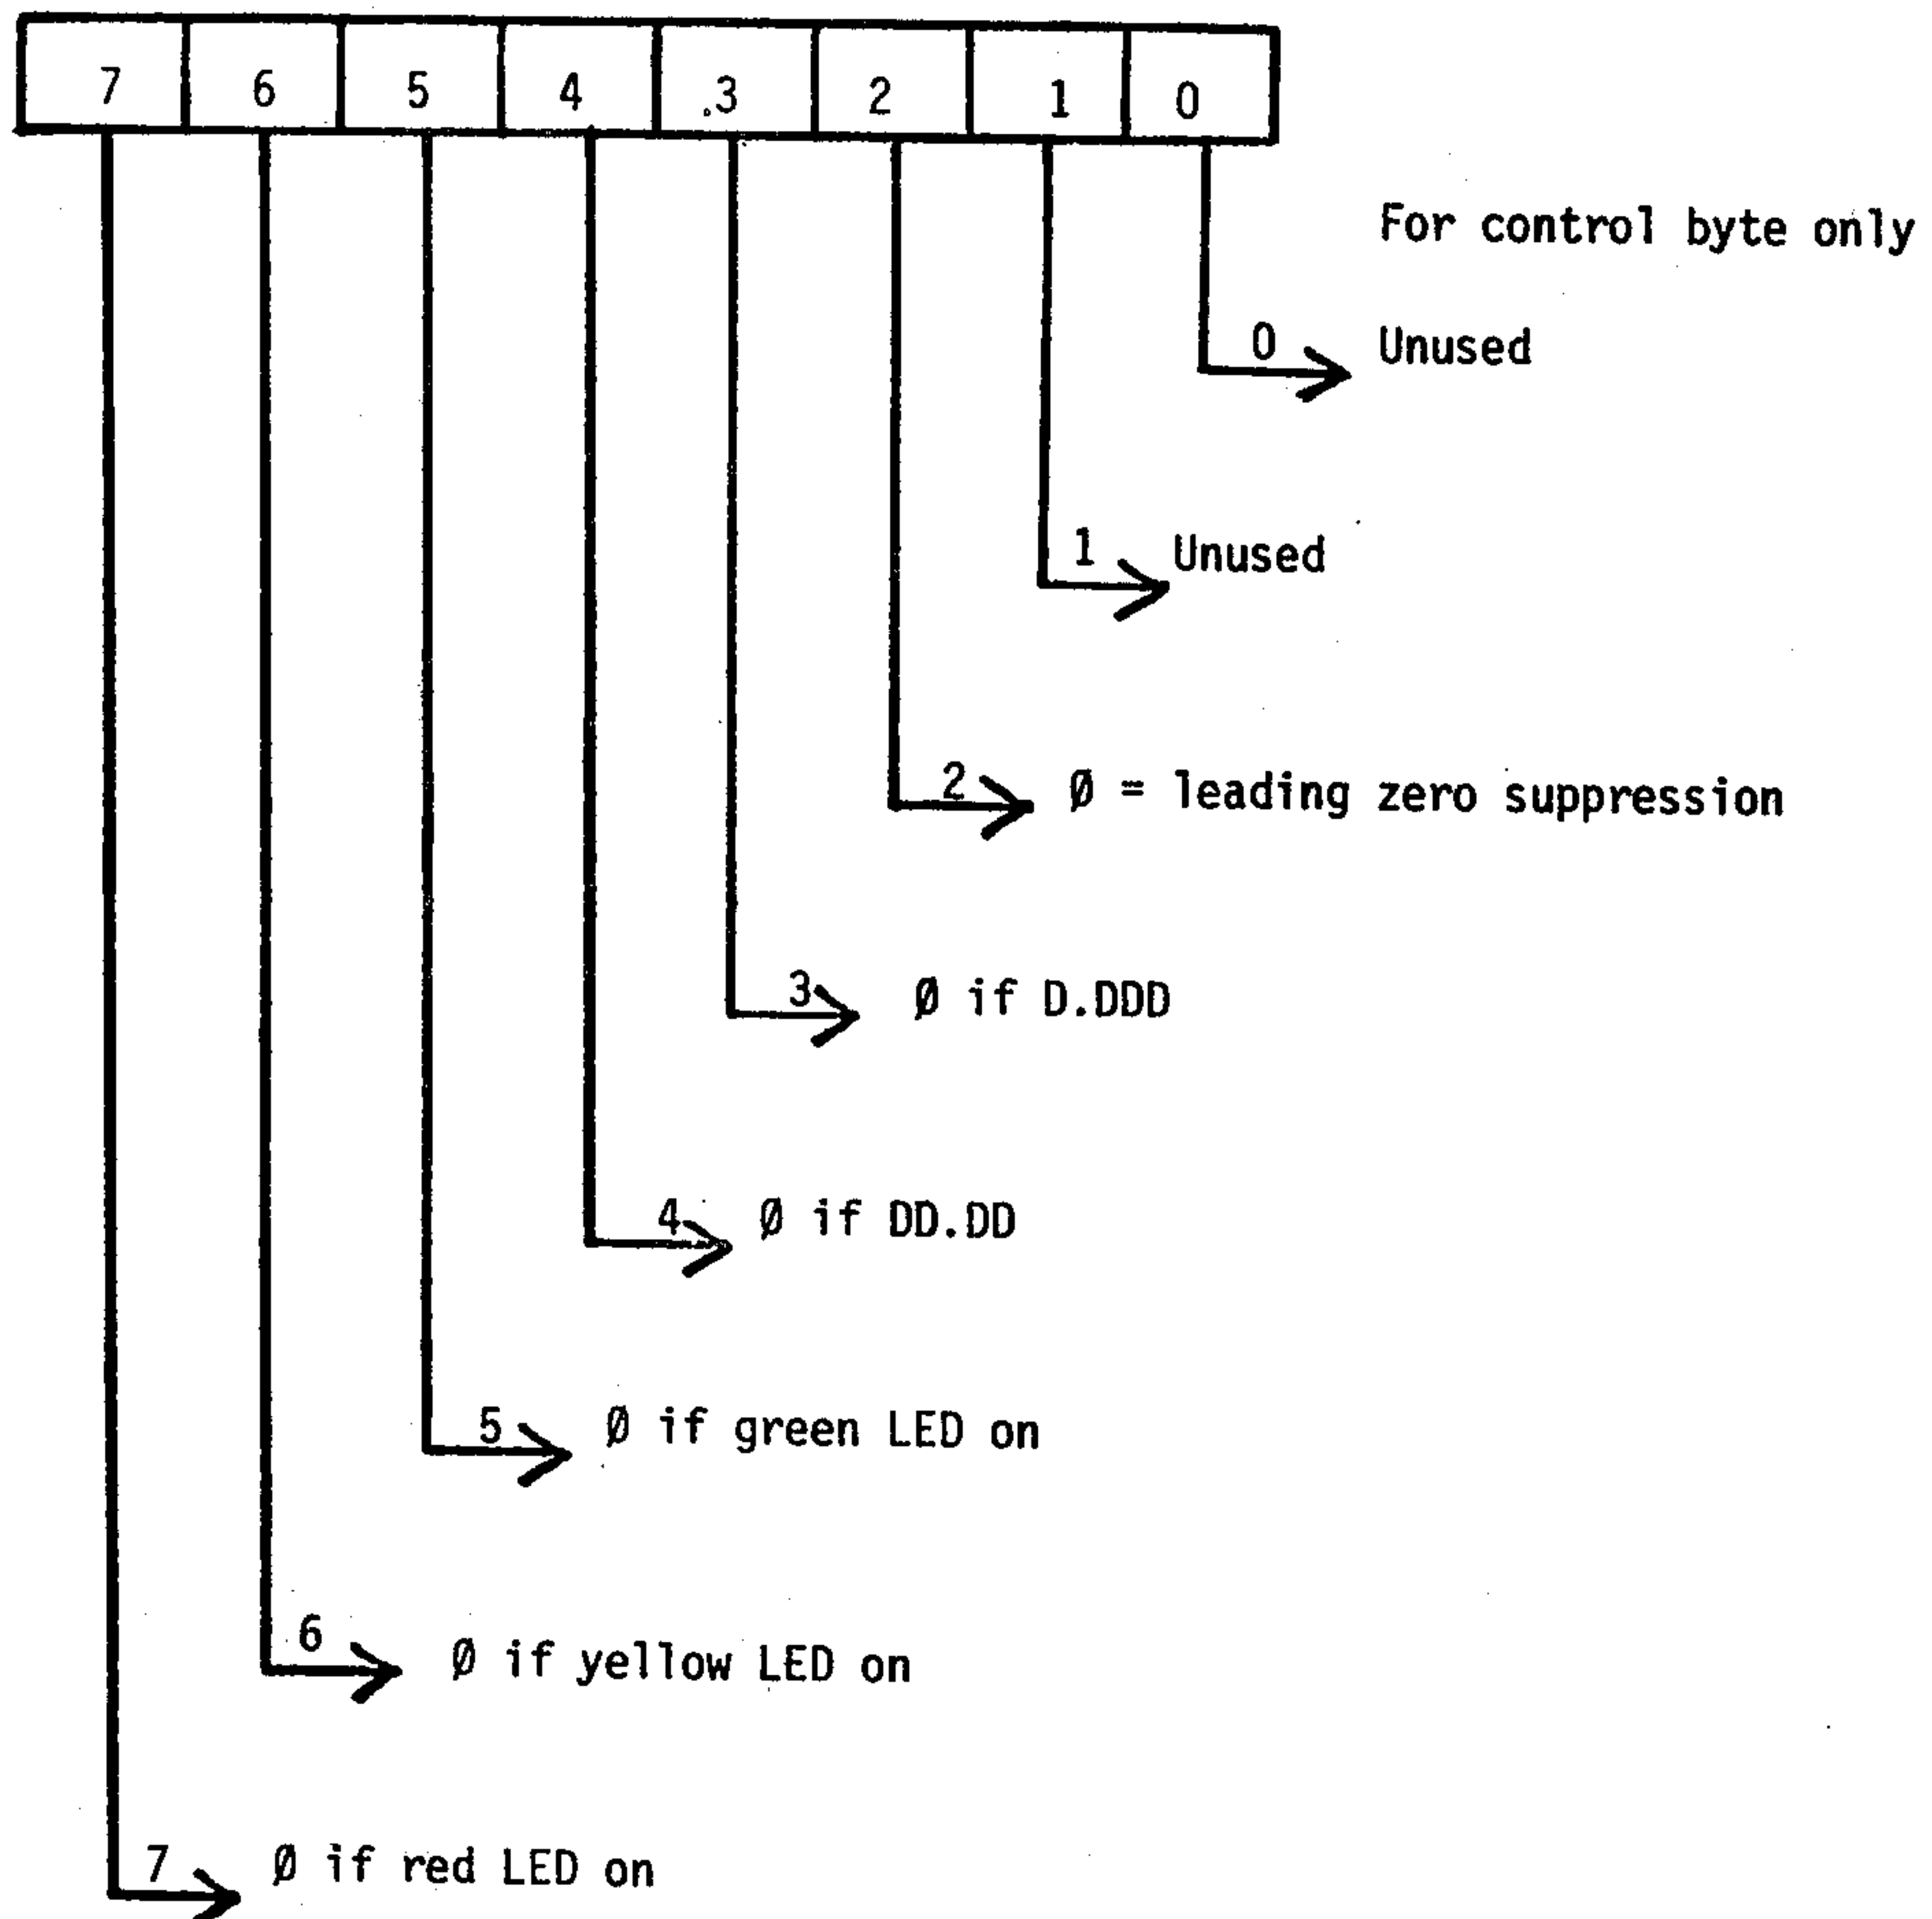 7 6 5 4 .3 2 1 0
For control byte only
0 Unused
1 Unused
2 Ø = leading zero suppression
3 Ø if D.DDD
4 Ø if DD.DD
5 Ø if green LED on
6 Ø if yellow LED on
7 Ø if red LED on